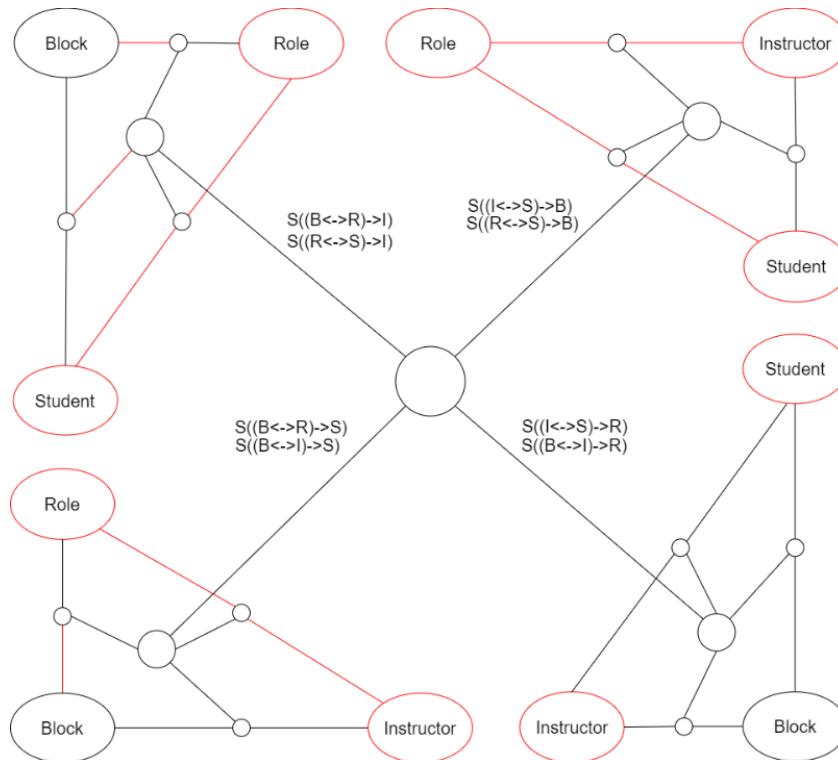 Block
Role
Role
Instructor
S((B<->R)->I)
S((R<->S)->I)
S((I<->S)->B)
S((R<->S)->B)
Student
Student
Student
S((B<->R)->S)
S((B<->I)->S)
S((I<->S)->R)
S((B<->I)->R)
Role
Block
Instructor
Instructor
Block